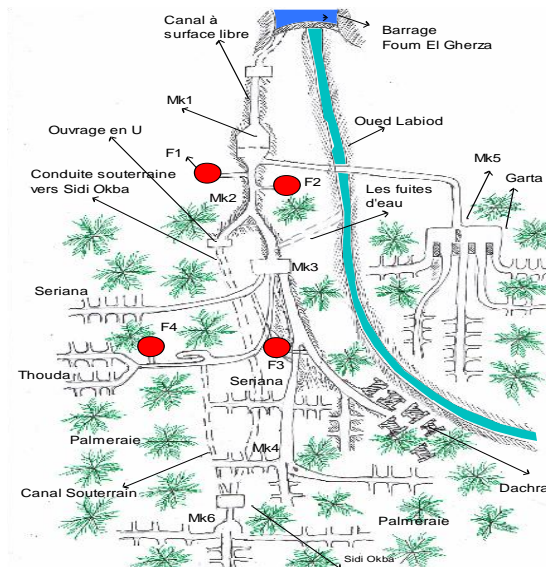 Canal à
surface libre
Barrage
Foum El Gherza
Mk1
Ouvrage en U
F1
Oued Labiod
Conduite souterraine
vers Sidi Okba
F2
Mk5
Garta
Mk2
Les fuites
d'eau
Mk3
Seriana
F4
F3
Thouda
Seriana
Palmeraie
Mk4
Canal Souterrain
Dachra
Mk6
Palmeraie
Sidi Okba